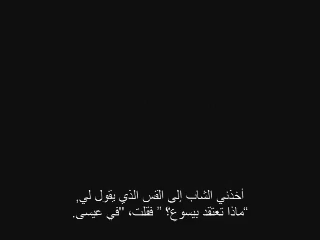 أخذني الشاب إلى القس الذي يقول لي,
“ماذا تعتقد بيسوع؟ ” فقلت، "في عيسى.